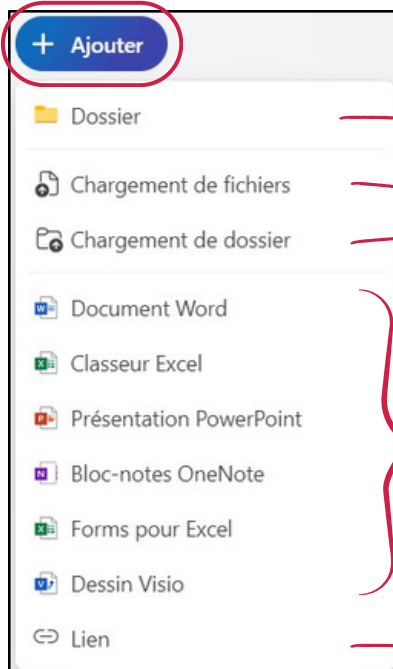 + Ajouter
Dossier
Chargement de fichiers
Chargement de dossier
Document Word
Classeur Excel
Présentation PowerPoint
Bloc-notes OneNote
Forms pour Excel
Dessin Visio
Lien